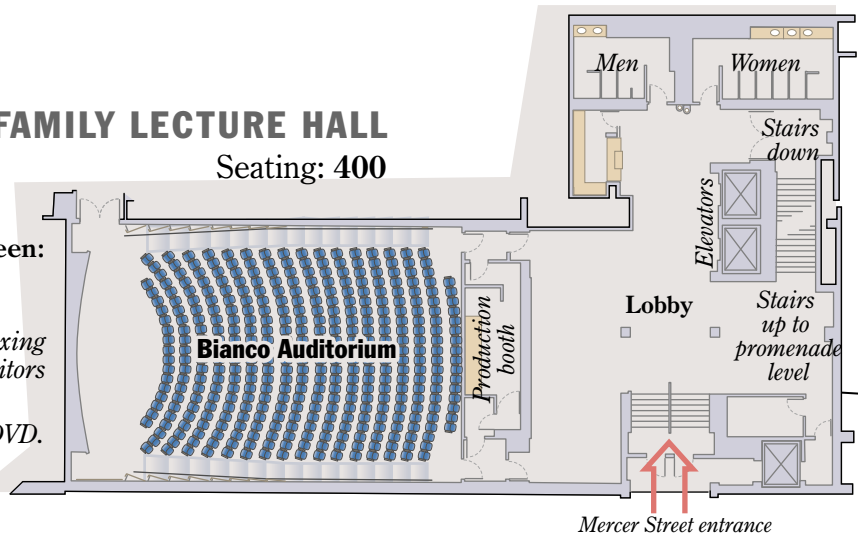 FAMILY LECTURE HALL
Seating: 400
een:
xing
itors
OVD.
Bianco Auditorium
Production
booth
Men
Women
Stairs
down
Elevators
Lobby
Stairs
up to
promenade
level
Mercer Street entrance